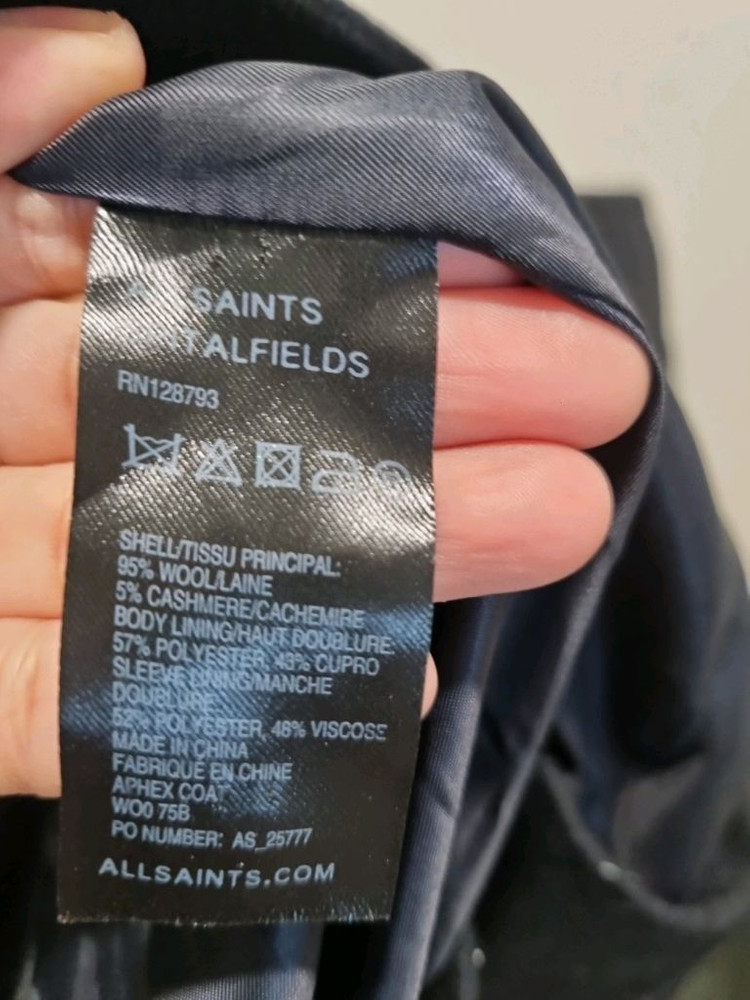 SAINTS
TALFIELDS
RN128793
SHELL/TISSU PRINCIPAL:
95% WOOL/LAINE
5% CASHMERE/CACHEMIRE
BODY LINING/HAUT DOUBLURE:
57% POLYESTER, 43% CUPRO
SLEEVE LINING/MANCHE
DOUBLURE
52% POLYESTER, 48% VISCOSE
MADE IN CHINA
FABRIQUE EN CHINE
APHEX COAT
WO0 75B
PO NUMBER: AS_25777
ALLSAINTS.COM